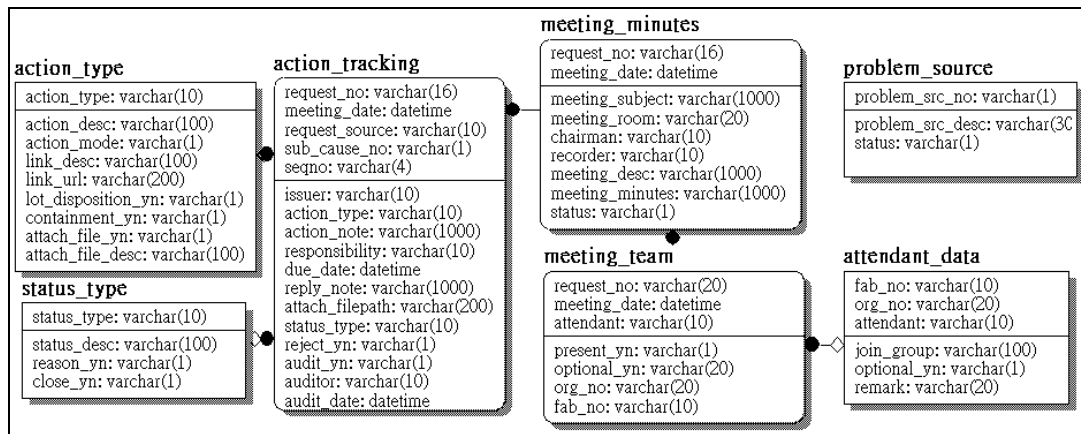 action_type
action_type: varchar(10)
action_desc: varchar(100)
action_mode: varchar(1)
link_desc: varchar(100)
link_url: varchar(200)
lot_disposition_yn: varchar(1)
containment_yn: varchar(1)
attach_file_yn: varchar(1)
attach_file_desc: varchar(100)
status_type
status_type: varchar(10)
status_desc: varchar(100)
reason_yn: varchar(1)
close_yn: varchar(1)
action_tracking
request_no: varchar(16)
meeting_date: datetime
request_source: varchar(10)
sub_cause_no: varchar(1)
seqno: varchar(4)
issuer: varchar(10)
action_type: varchar(10)
action_note: varchar(1000)
responsibility: varchar(10)
due_date: datetime
reply_note: varchar(1000)
attach_filepath: varchar(200)
status_type: varchar(10)
reject_yn: varchar(1)
audit_yn: varchar(1)
auditor: varchar(10)
audit_date: datetime
meeting_minutes
request_no: varchar(16)
meeting_date: datetime
meeting_subject: varchar(1000)
meeting_room: varchar(20)
chairman: varchar(10)
recorder: varchar(10)
meeting_desc: varchar(1000)
meeting_minutes: varchar(1000)
status: varchar(1)
meeting_team
request_no: varchar(20)
meeting_date: datetime
attendant: varchar(10)
present_yn: varchar(1)
optional_yn: varchar(20)
org_no: varchar(20)
fab_no: varchar(10)
problem_source
problem_src_no: varchar(1)
problem_src_desc: varchar(30
status: varchar(1)
attendant_data
fab_no: varchar(10)
org_no: varchar(20)
attendant: varchar(10)
join_group: varchar(100)
optional_yn: varchar(1)
remark: varchar(20)